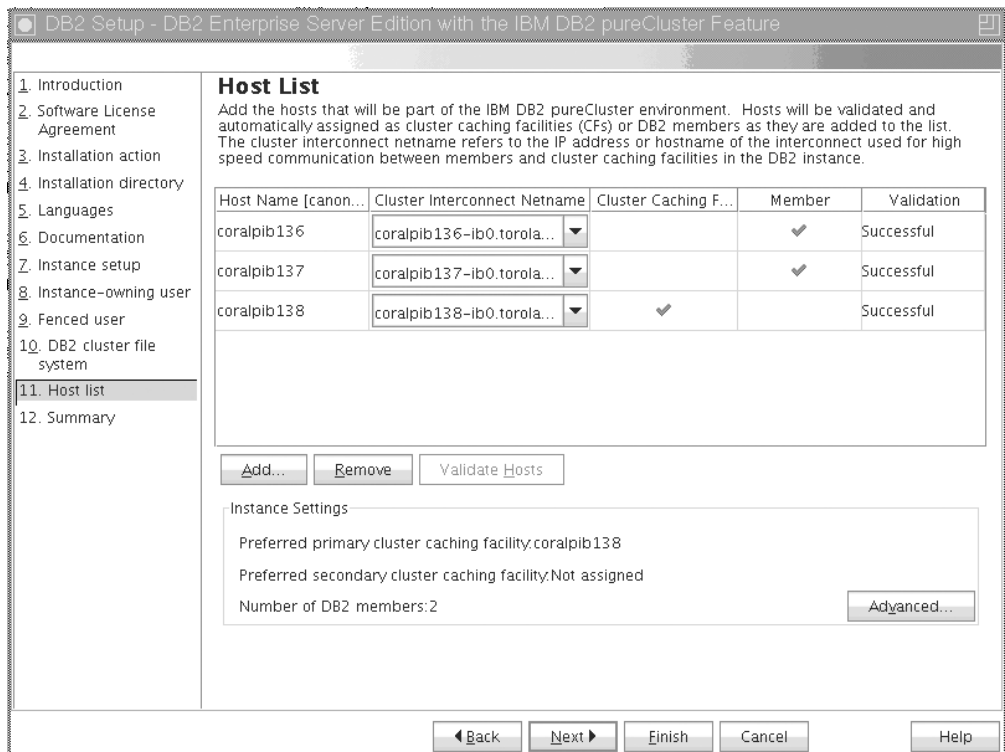 DB2 Setup - DB2 Enterprise Server Edition with the IBM DB2 pureCluster Feature
1. Introduction
2. Software License
Agreement
3. Installation action
4. Installation directory
5. Languages
6. Documentation
7. Instance setup
8. Instance-owning user
9. Fenced user
10. DB2 cluster file
system
11. Host list
12. Summary
Host List
Add the hosts that will be part of the IBM DB2 pureCluster environment. Hosts will be validated and
automatically assigned as cluster caching facilities (CFs) or DB2 members as they are added to the list.
The cluster interconnect netname refers to the IP address or hostname of the interconnect used for high
speed communication between members and cluster caching facilities in the DB2 instance.
Host Name [canon... Cluster Interconnect Netname Cluster Caching F... Member Validation
coralpib136 coralpib136-ib0.torola... Successful
coralpib137 coralpib137-ib0.torola... Successful
coralpib138 coralpib138-ib0.torola... Successful
Add... Remove Validate Hosts
Instance Settings
Preferred primary cluster caching facility:coralpib138
Preferred secondary cluster caching facility:Not assigned
Number of DB2 members:2
Advanced...
Back Next Finish Cancel Help